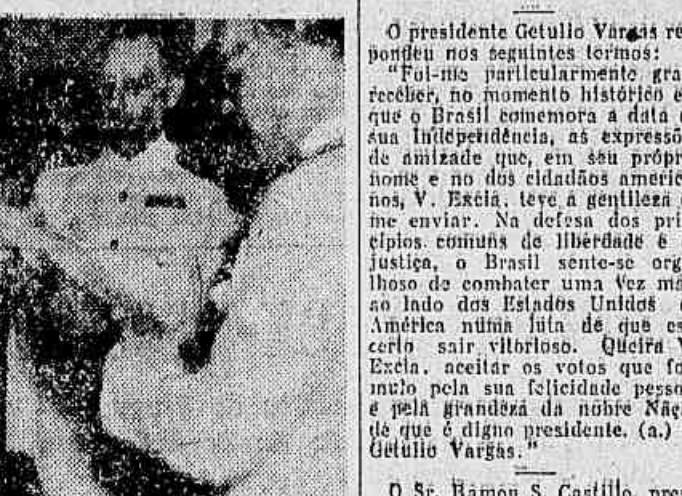 O presidente Getulio Vargas re
pondeu nos seguintes termos:
"Foi-me particularmente gra
receber, no momento histórico e
que o Brasil comemora a data
sua Independência, as expressõ
de amizade que, em seu própr
nome e no dos cidadãos americ
nos, V. Excia. teve a gentileza
me enviar. Na defesa dos pri
cípios comuns de liberdade e
justiça, o Brasil sente-se org
lhoso de combater uma vez ma
ao lado dos Estados Unidos
América numa luta de que es
certo sair vitorioso. Queira V
Excia. aceitar os votos que fo
mulo pela sua felicidade pesso
e pela grandeza da nobre Naç
de que é digno presidente. (a.)
Getulio Vargas."
O Sr. Ramon S. Castillo, pre